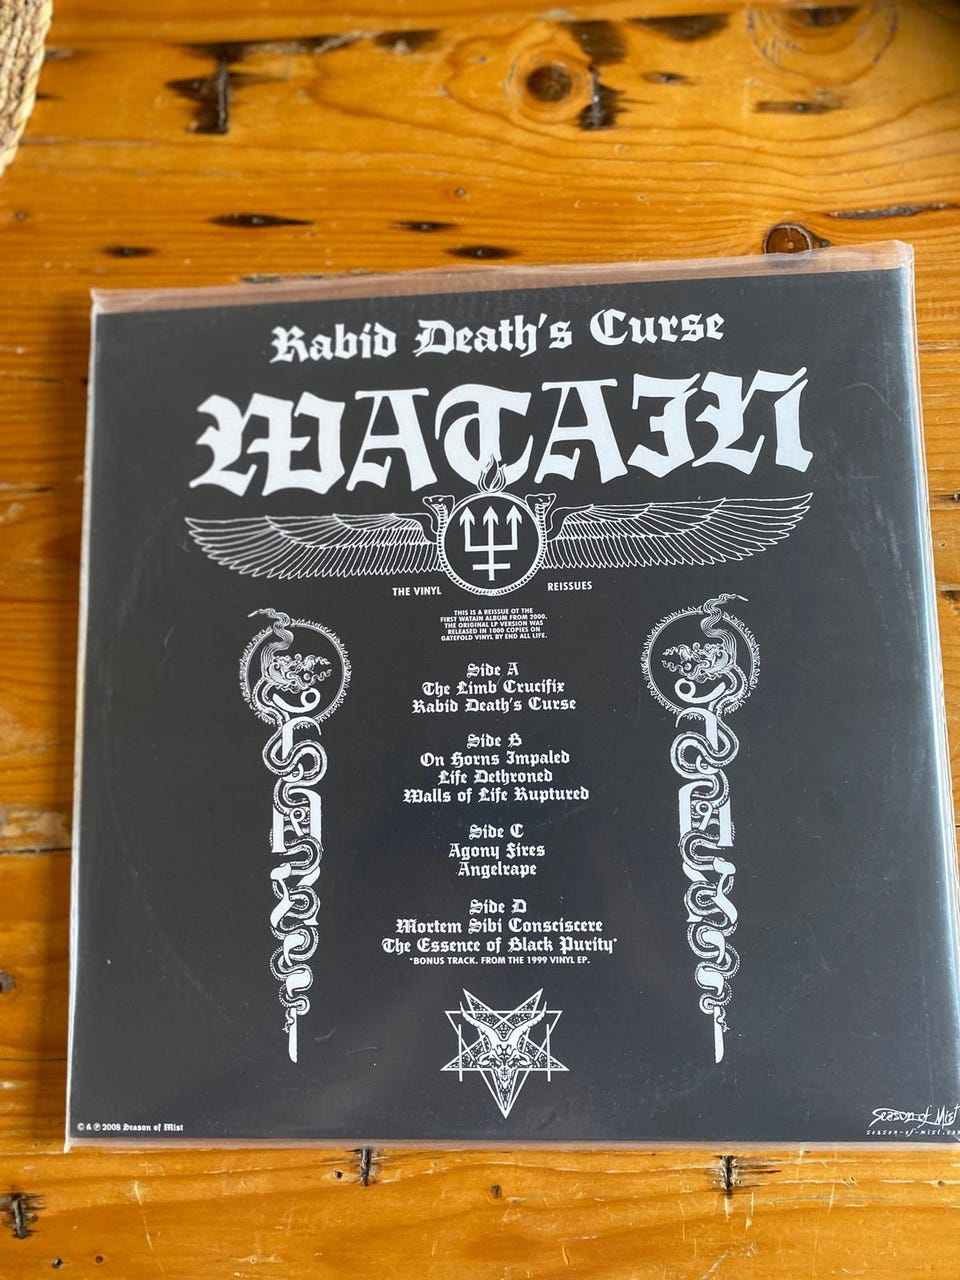 Rabid Death's Curse
WATAIN
THE VINYL REISSUES
THIS IS A REISSUE OT THE
FIRST WATAIN ALBUM FROM 2000.
THE ORIGINAL LP VERSION WAS
RELEASED IN 1000 COPIES ON
GATEFOLD VINYL BY END ALL LIFE.
Side A
The Limb Crucifix
Rabid Death's Curse
Side B
On Horns Impaled
Life Dethroned
Walls of Life Ruptured
Side C
Agony Fires
Angelrape
Side D
Mortem Sibi Consciscere
The Essence of Black Purity*
*BONUS TRACK. FROM THE 1999 VINYL EP.
© & ℗ 2008 Season of Mist
Season of Mist
season-of-mist.com